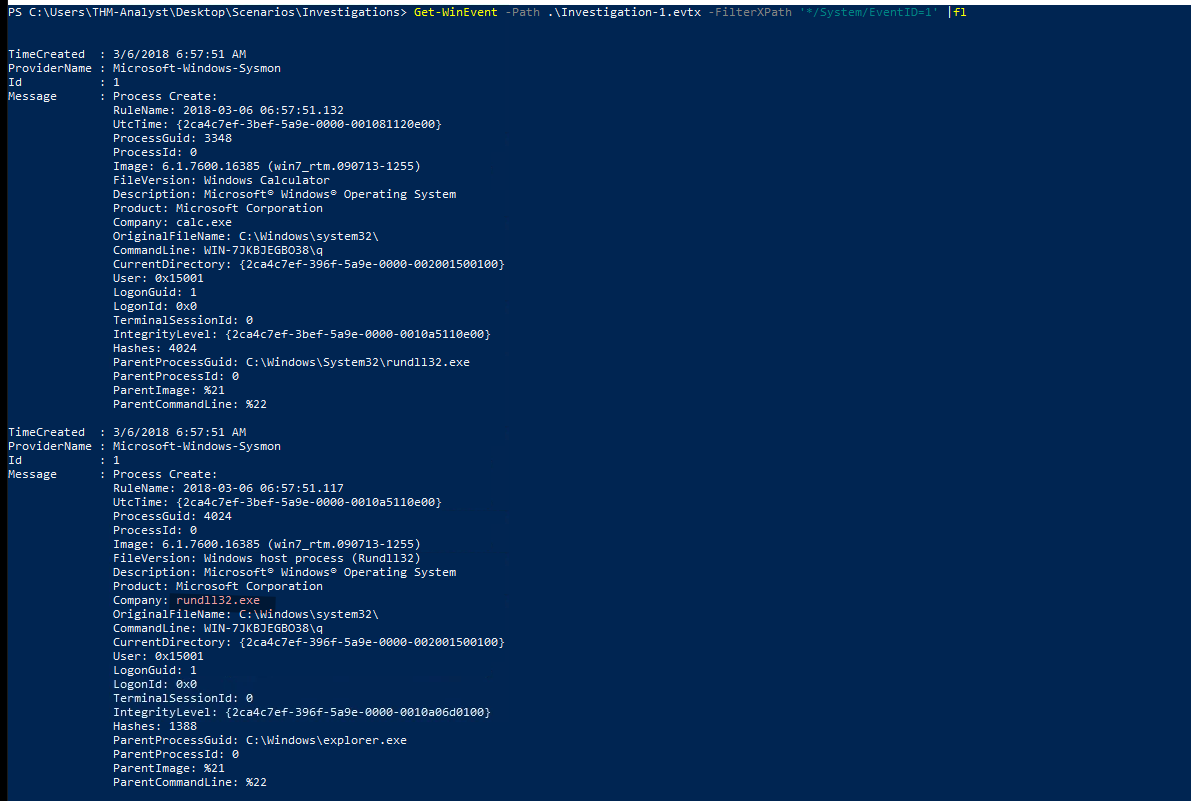 PS C:\Users\THM-Analyst\Desktop\Scenarios\Investigations> Get-WinEvent -Path .\Investigation-1.evtx -FilterXPath '*/System/EventID=1' |fl
TimeCreated  : 3/6/2018 6:57:51 AM
ProviderName : Microsoft-Windows-Sysmon
Id           : 1
Message      : Process Create:
RuleName: 2018-03-06 06:57:51.132
UtcTime: {2ca4c7ef-3bef-5a9e-0000-001081120e00}
ProcessGuid: 3348
ProcessId: 0
Image: 6.1.7600.16385 (win7_rtm.090713-1255)
FileVersion: Windows Calculator
Description: Microsoft® Windows® Operating System
Product: Microsoft Corporation
Company: calc.exe
OriginalFileName: C:\Windows\system32\
CommandLine: WIN-7JKBJEGBO38\q
CurrentDirectory: {2ca4c7ef-396f-5a9e-0000-002001500100}
User: 0x15001
LogonGuid: 1
LogonId: 0x0
TerminalSessionId: 0
IntegrityLevel: {2ca4c7ef-3bef-5a9e-0000-0010a5110e00}
Hashes: 4024
ParentProcessGuid: C:\Windows\System32\rundll32.exe
ParentProcessId: 0
ParentImage: %21
ParentCommandLine: %22
TimeCreated  : 3/6/2018 6:57:51 AM
ProviderName : Microsoft-Windows-Sysmon
Id           : 1
Message      : Process Create:
RuleName: 2018-03-06 06:57:51.117
UtcTime: {2ca4c7ef-3bef-5a9e-0000-0010a5110e00}
ProcessGuid: 4024
ProcessId: 0
Image: 6.1.7600.16385 (win7_rtm.090713-1255)
FileVersion: Windows host process (Rundll32)
Description: Microsoft® Windows® Operating System
Product: Microsoft Corporation
Company: rundll32.exe
OriginalFileName: C:\Windows\system32\
CommandLine: WIN-7JKBJEGBO38\q
CurrentDirectory: {2ca4c7ef-396f-5a9e-0000-002001500100}
User: 0x15001
LogonGuid: 1
LogonId: 0x0
TerminalSessionId: 0
IntegrityLevel: {2ca4c7ef-396f-5a9e-0000-0010a06d0100}
Hashes: 1388
ParentProcessGuid: C:\Windows\explorer.exe
ParentProcessId: 0
ParentImage: %21
ParentCommandLine: %22